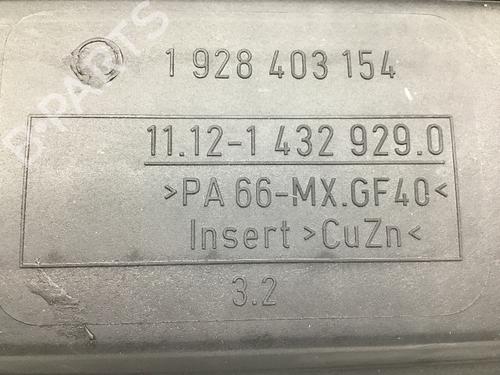 1 928 403 154
11.12-1 432 929.0
>PA 66-MX.GF40<
Insert >CuZn<
3.2
D-PARTS